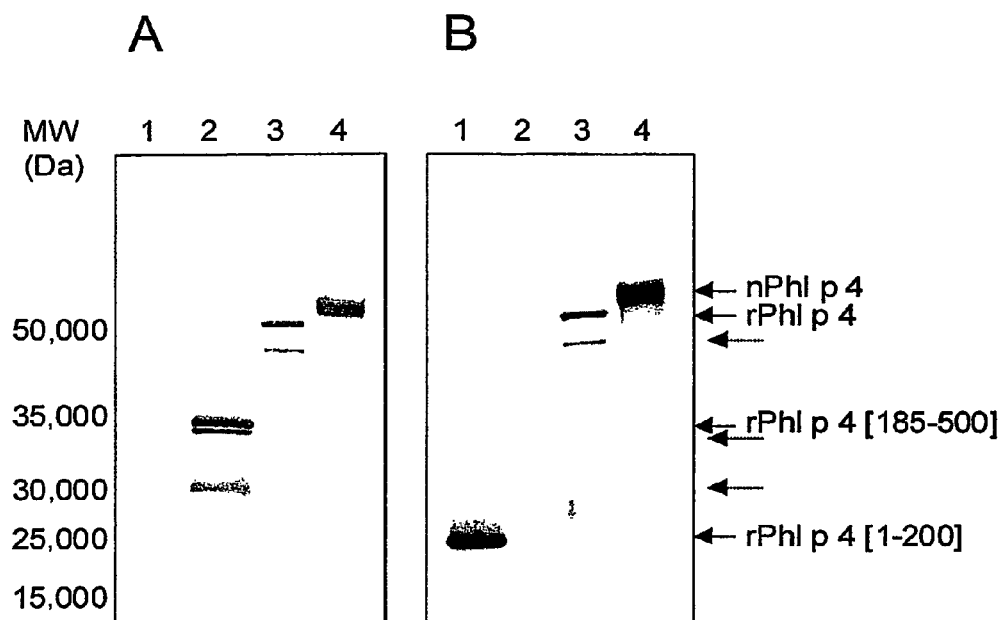 A B
MW
(Da)
1 2 3 4
1 2 3 4
nPhl p 4
rPhl p 4
50,000
35,000
rPhl p 4 [185-500]
30,000
25,000
rPhl p 4 [1-200]
15,000